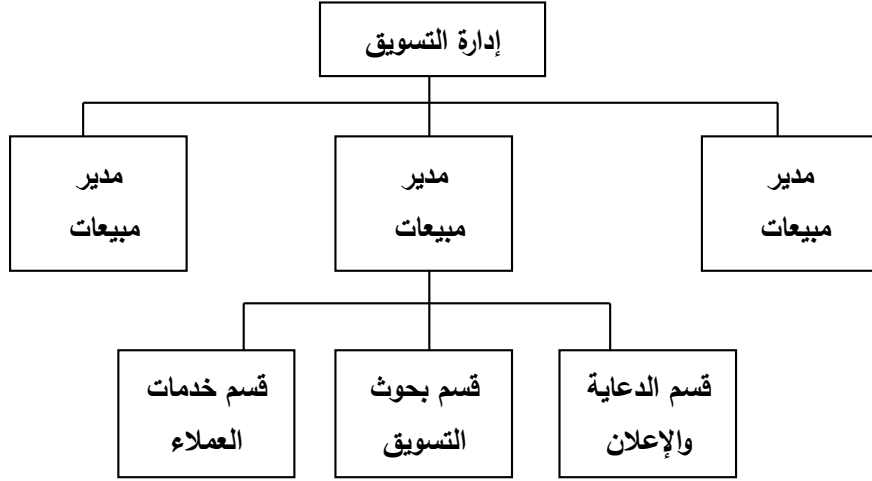 إدارة التسويق
مدير
مبيعات
مدير
مبيعات
مدير
مبيعات
قسم الدعاية
والإعلان
قسم بحوث
التسويق
قسم خدمات
العملاء